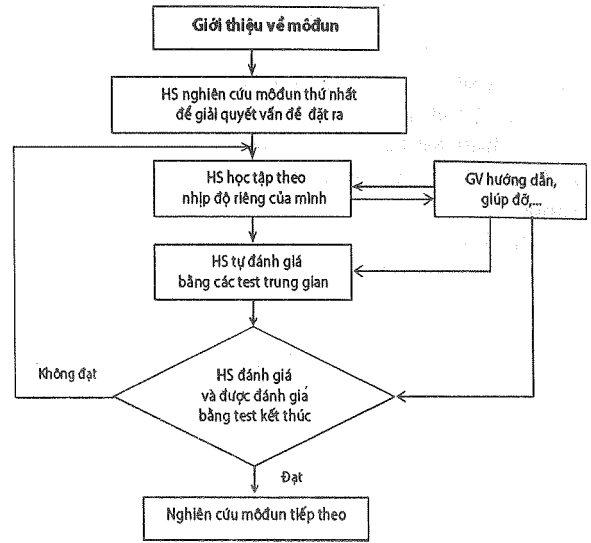 Giới thiệu về môđun
HS nghiên cứu môđun thứ nhất
để giải quyết vấn đề đặt ra
HS học tập theo
nhịp độ riêng của mình
GV hướng dẫn,
giúp đỡ,...
HS tự đánh giá
bằng các test trung gian
Không đạt
HS đánh giá
và được đánh giá
bằng test kết thúc
Đạt
Nghiên cứu môđun tiếp theo